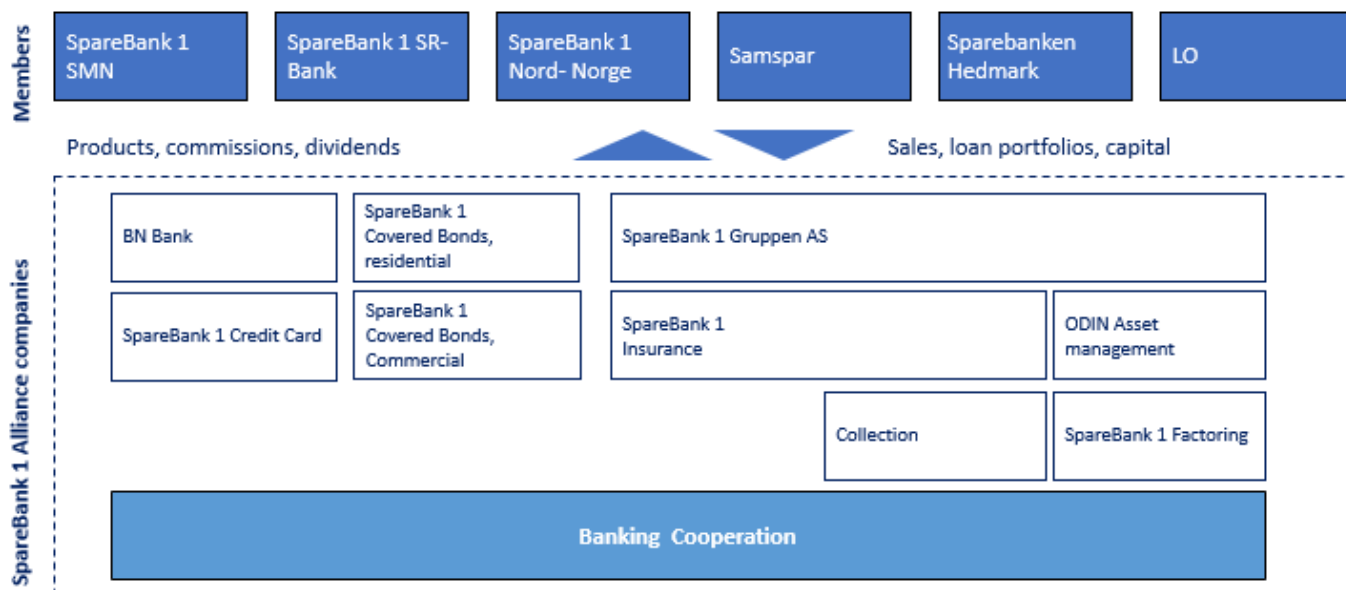 Members
SpareBank 1
SMN
SpareBank 1 SR-
Bank
SpareBank 1
Nord- Norge
Samspar
Sparebanken
Hedmark
LO
Products, commissions, dividends
Sales, loan portfolios, capital
SpareBank 1 Alliance companies
BN Bank
SpareBank 1
Covered Bonds,
residential
SpareBank 1 Gruppen AS
SpareBank 1 Credit Card
SpareBank 1
Covered Bonds,
Commercial
SpareBank 1
Insurance
ODIN Asset
management
Collection
SpareBank 1 Factoring
Banking Cooperation